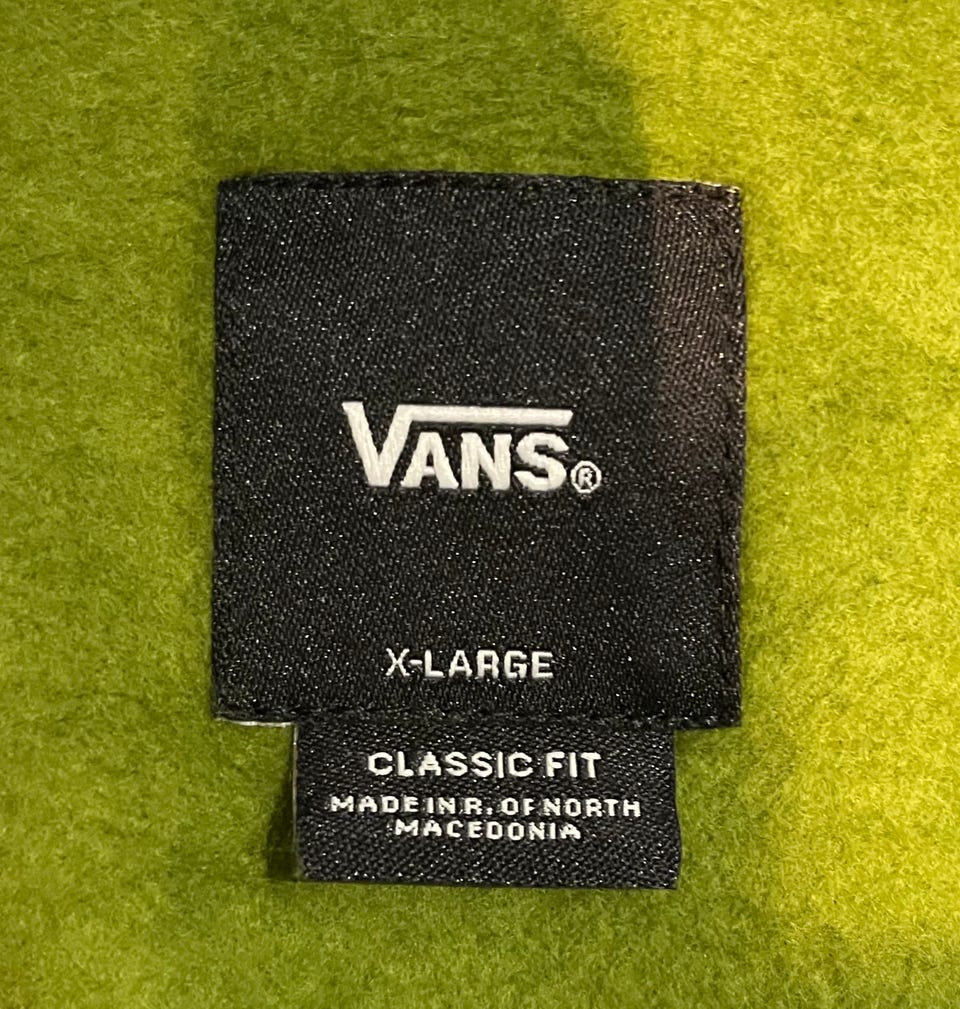 VANS®
X-LARGE
CLASSIC FIT
MADE IN R. OF NORTH
MACEDONIA